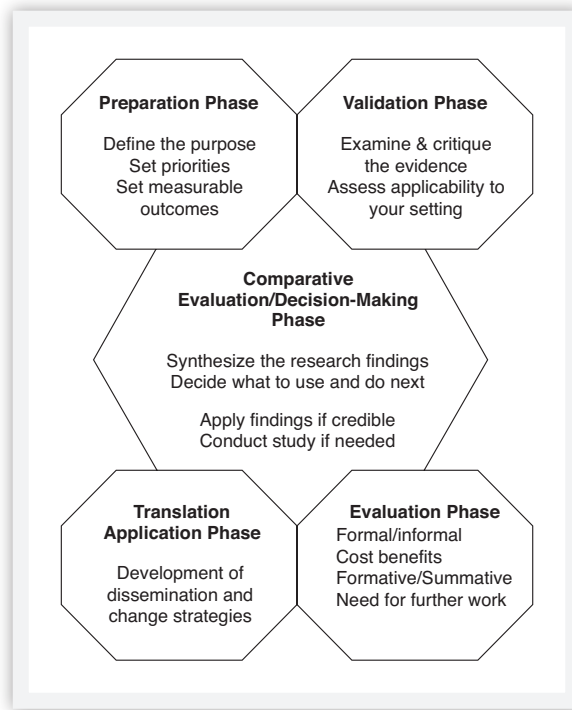 Preparation Phase
Define the purpose
Set priorities
Set measurable
outcomes
Validation Phase
Examine & critique
the evidence
Assess applicability to
your setting
Comparative
Evaluation/Decision-Making
Phase
Synthesize the research findings
Decide what to use and do next
Apply findings if credible
Conduct study if needed
Translation
Application Phase
Development of
dissemination and
change strategies
Evaluation Phase
Formal/informal
Cost benefits
Formative/Summative
Need for further work